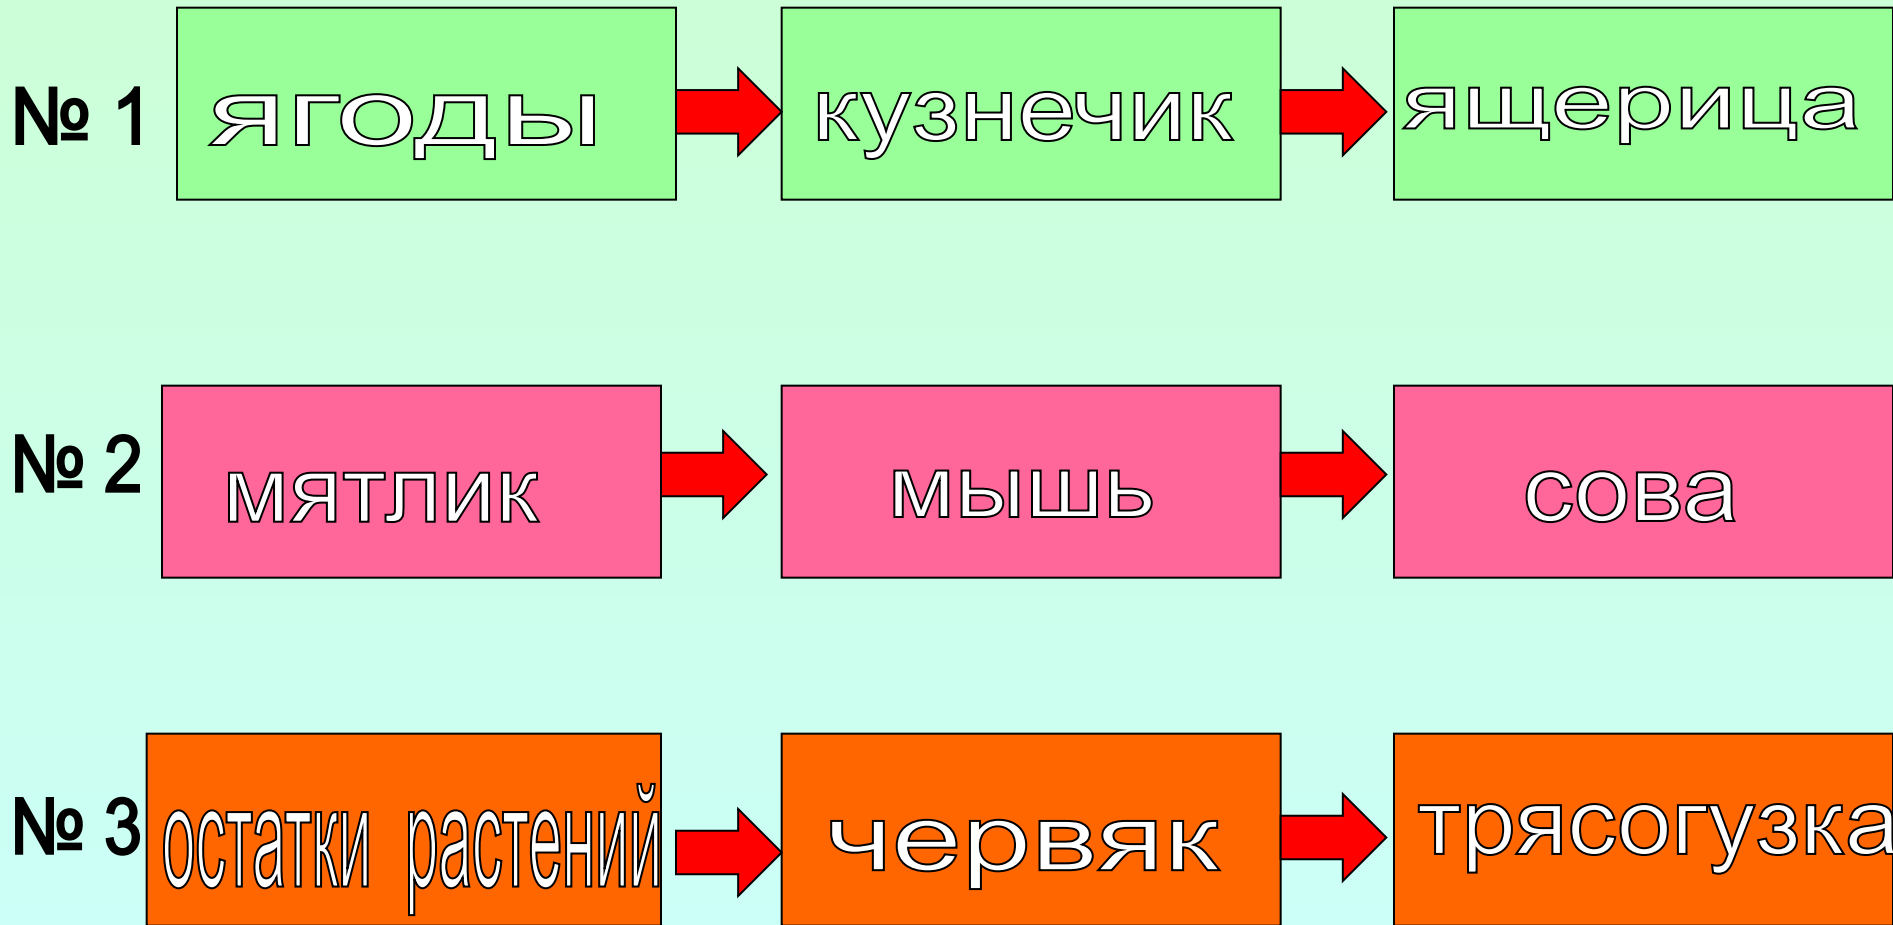 № 1 ягоды кузнечик ящерица
№ 2 мятлик мышь сова
№ 3 остатки растений червяк трясогузка